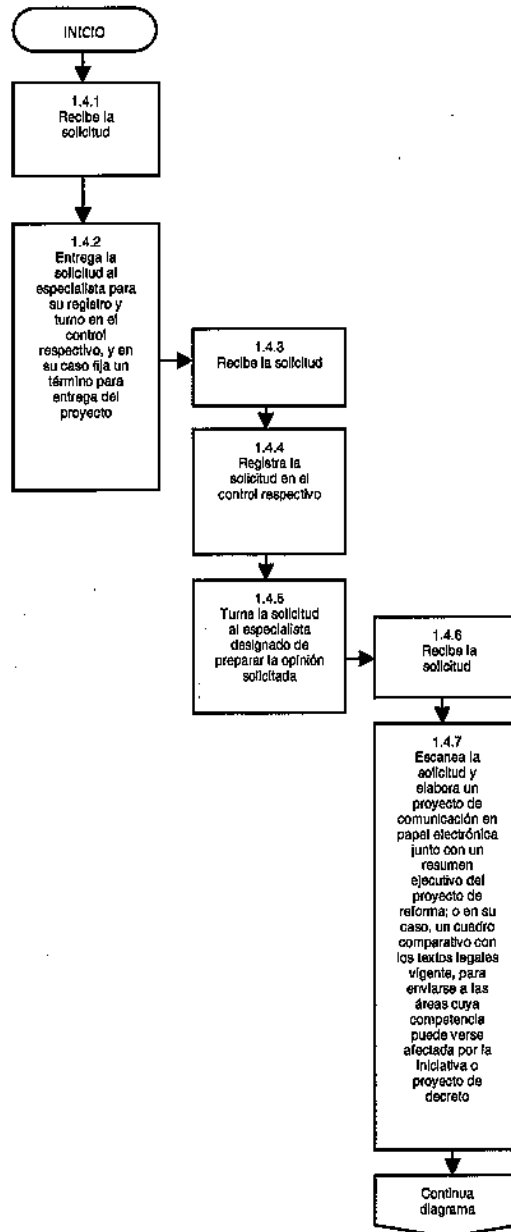 INICIO
1.4.1
Recibe la
solicitud
1.4.2
Entrega la
solicitud al
especialista para
su registro y
turno en el
control
respectivo, y en
su caso fija un
término para
entrega del
proyecto
1.4.3
Recibe la solicitud
1.4.4
Registra la
solicitud en el
control respectivo
1.4.5
Turna la solicitud
al especialista
designado de
preparar la opinión
solicitada
1.4.6
Recibe la
solicitud
1.4.7
Escanea la
solicitud y
elabora un
proyecto de
comunicación en
papel electrónica
junto con un
resumen
ejecutivo del
proyecto de
reforma; o en su
caso, un cuadro
comparativo con
los textos legales
vigente, para
enviarse a las
áreas cuya
competencia
puede verse
afectada por la
iniciativa o
proyecto de
decreto
Continua
diagrama